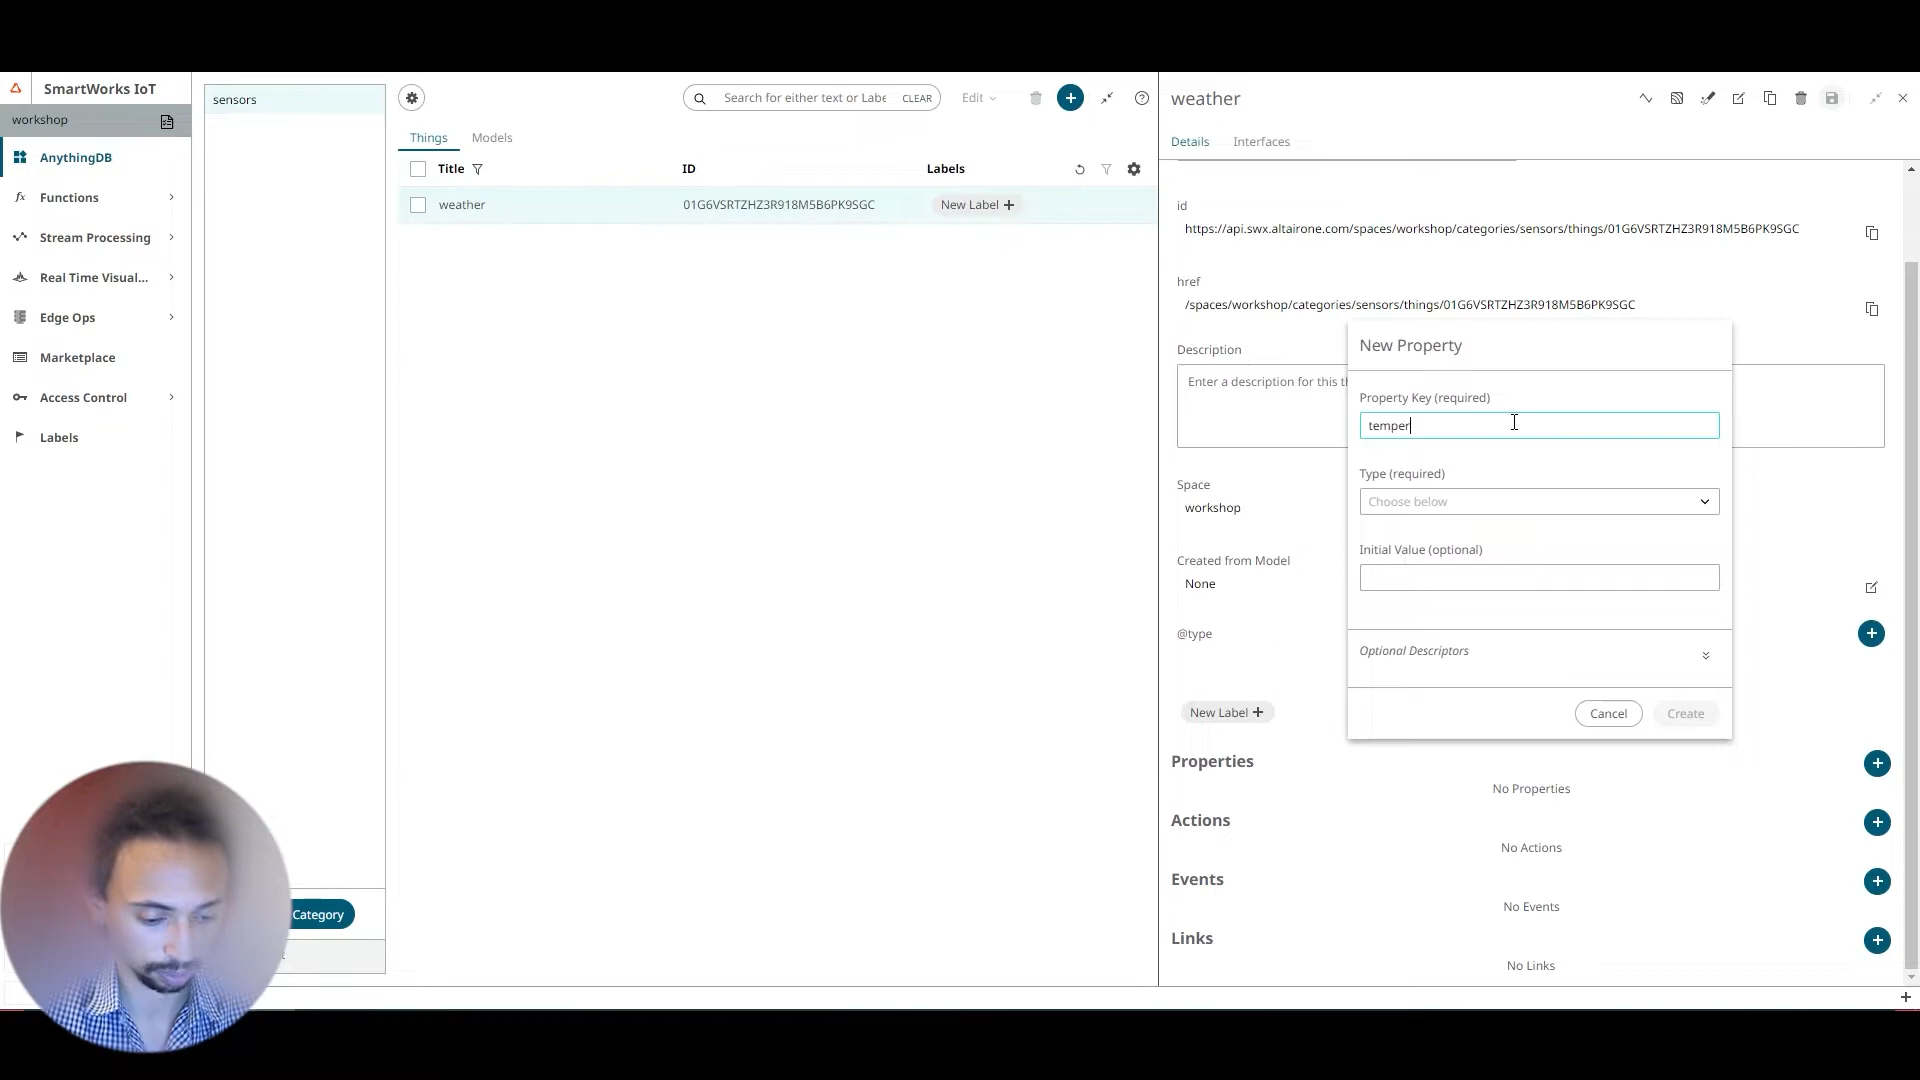 SmartWorks IoT
workshop
AnythingDB
Functions
Stream Processing
Real Time Visual...
Edge Ops
Marketplace
Access Control
Labels
sensors
Category
Search for either text or Labe
CLEAR
Edit
Things
Models
Title
ID
Labels
weather
01G6VSRTZHZ3R918M5B6PK9SGC
New Label +
weather
Details
Interfaces
id
https://api.swx.altairone.com/spaces/workshop/categories/sensors/things/01G6VSRTZHZ3R918M5B6PK9SGC
href
/spaces/workshop/categories/sensors/things/01G6VSRTZHZ3R918M5B6PK9SGC
Description
Enter a description for this th
Space
workshop
Created from Model
None
@type
New Label +
New Property
Property Key (required)
temper
Type (required)
Choose below
Initial Value (optional)
Optional Descriptors
Cancel
Create
Properties
No Properties
Actions
No Actions
Events
No Events
Links
No Links